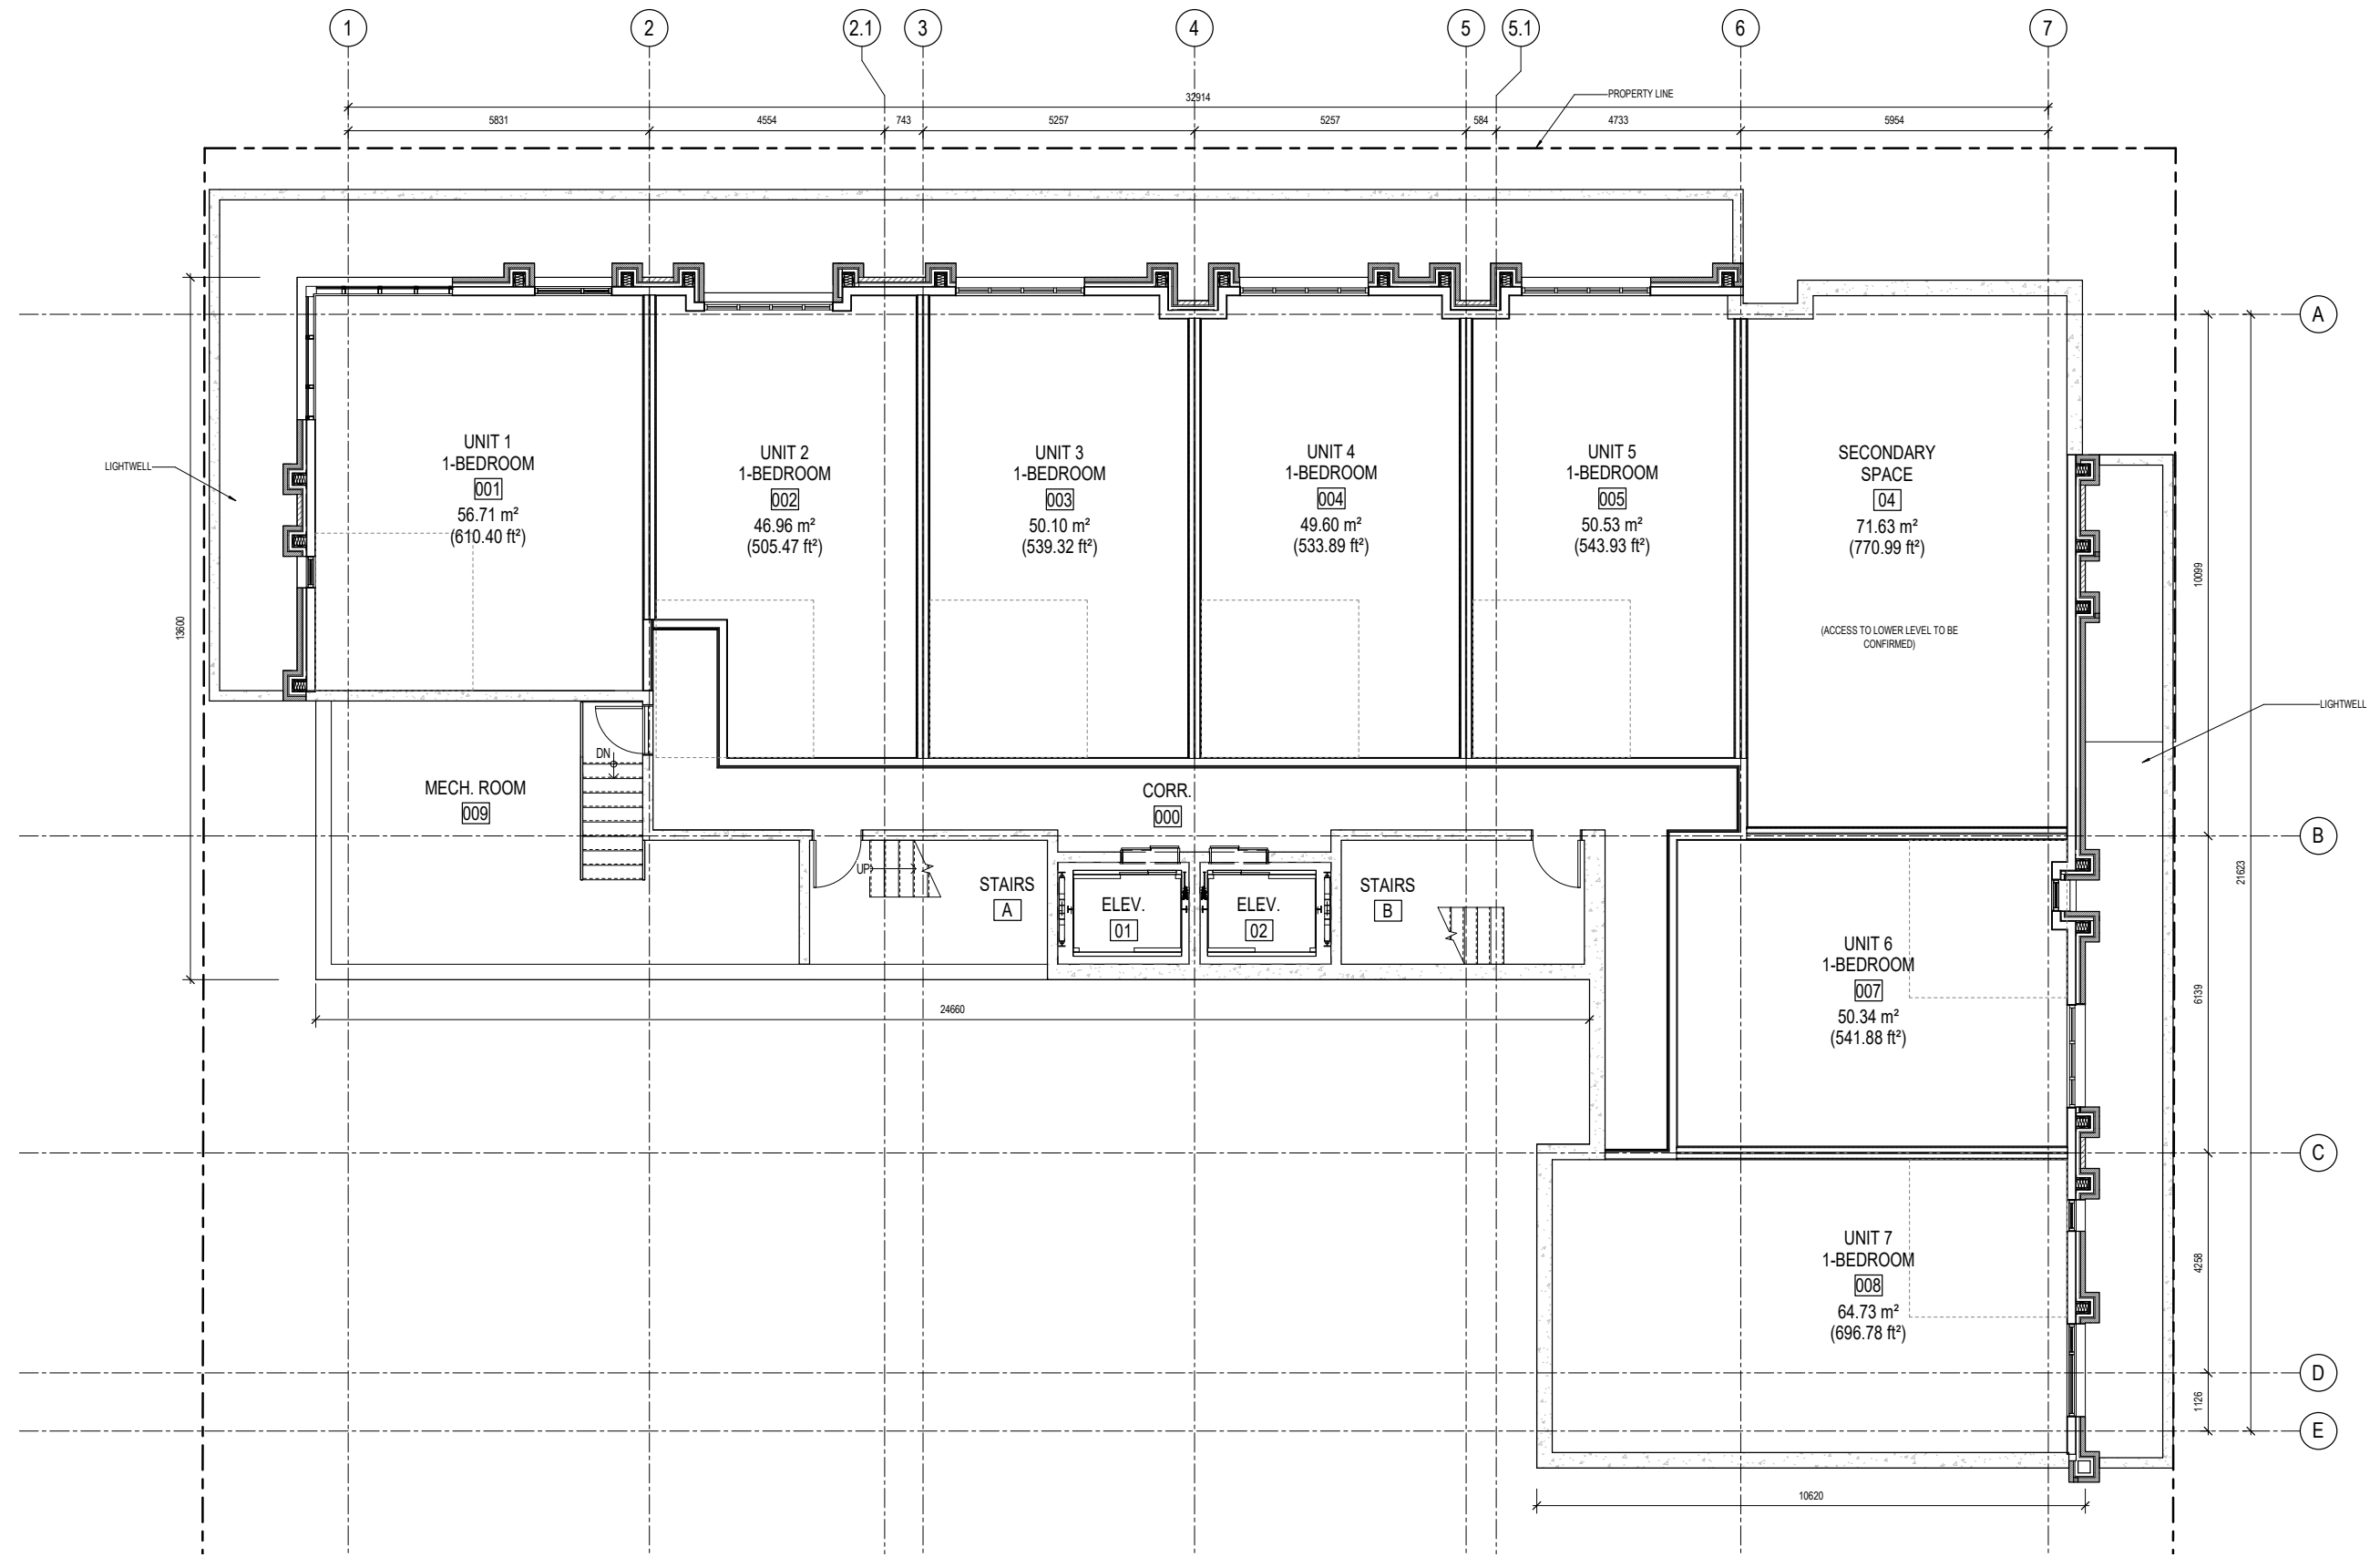 1
2
2.1
3
4
5
5.1
6
7
32914
PROPERTY LINE
5831
4554
743
5257
5257
584
4733
5954
A
UNIT 1
1-BEDROOM
001
56.71 m²
(610.40 ft²)
UNIT 2
1-BEDROOM
002
46.96 m²
(505.47 ft²)
UNIT 3
1-BEDROOM
003
50.10 m²
(539.32 ft²)
UNIT 4
1-BEDROOM
004
49.60 m²
(533.89 ft²)
UNIT 5
1-BEDROOM
005
50.53 m²
(543.93 ft²)
SECONDARY
SPACE
04
71.63 m²
(770.99 ft²)
(ACCESS TO LOWER LEVEL TO BE
CONFIRMED)
LIGHTWELL
13600
10099
LIGHTWELL
DN
MECH. ROOM
009
CORR.
000
B
UP
STAIRS
A
ELEV.
01
ELEV.
02
STAIRS
B
21623
UNIT 6
1-BEDROOM
007
50.34 m²
(541.88 ft²)
6139
24660
C
UNIT 7
1-BEDROOM
008
64.73 m²
(696.78 ft²)
4258
D
1126
E
10620